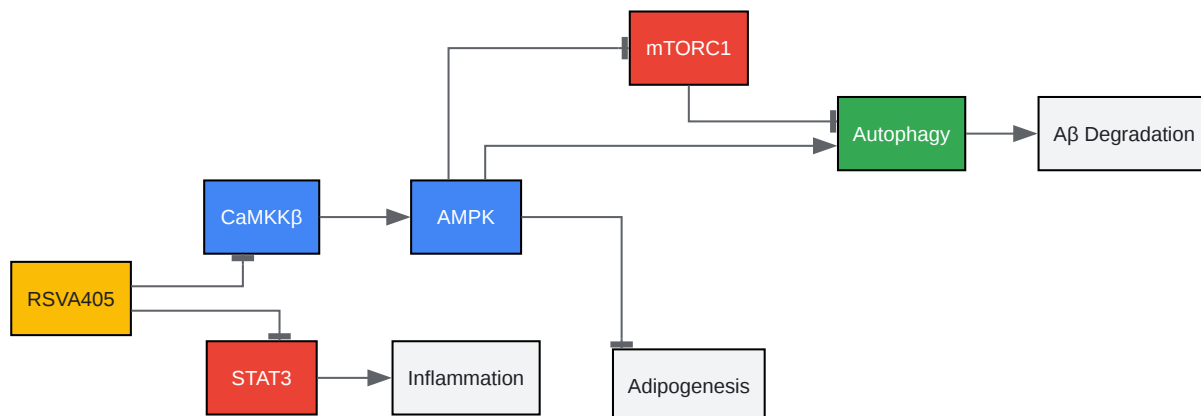 mTORC1
Autophagy
Aβ Degradation
CaMKKβ
AMPK
RSVA405
STAT3
Inflammation
Adipogenesis